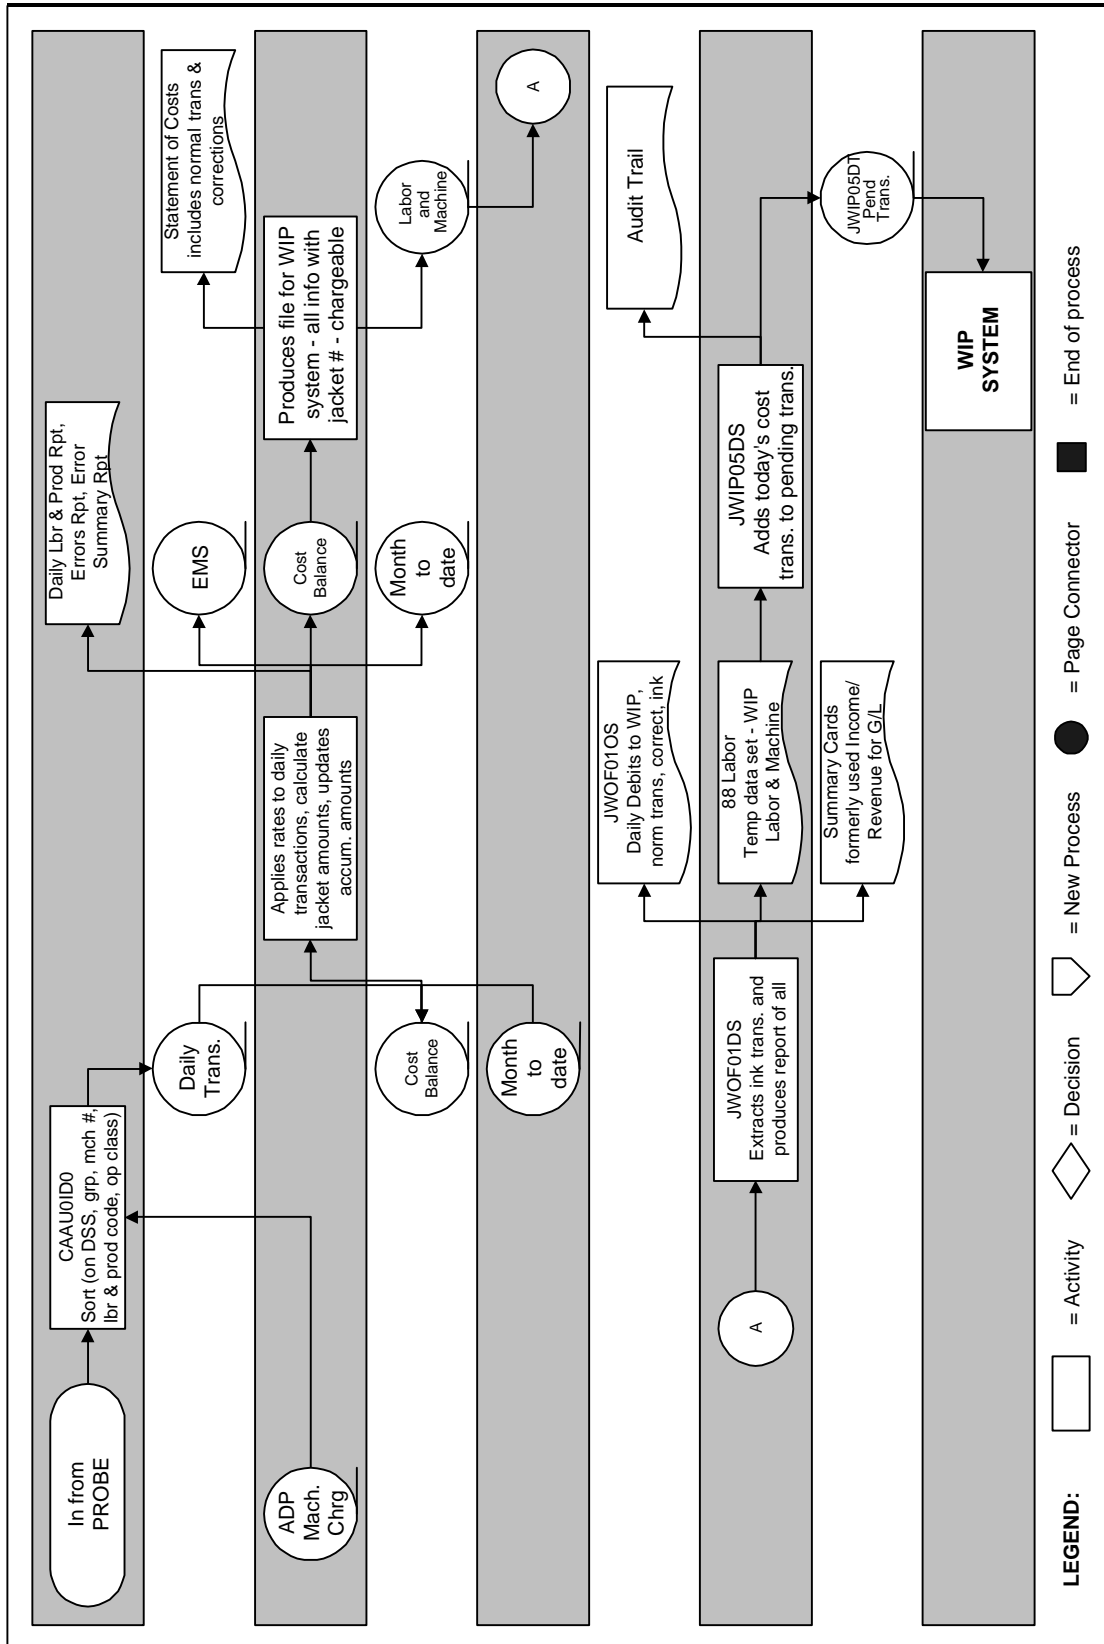 In from
PROBE
CAAU0ID0
Sort (on DSS, grp, mch #,
lbr & prod code, op class)
Daily Lbr & Prod Rpt,
Errors Rpt, Error
Summary Rpt
Daily
Trans.
EMS
Statement of Costs
includes normal trans &
corrections
ADP
Mach.
Chrg
Applies rates to daily
transactions, calculate
jacket amounts, updates
accum. amounts
Cost
Balance
Produces file for WIP
system - all info with
jacket # - chargeable
Cost
Balance
Month
to
date
Labor
and
Machine
Month
to
date
A
JWOF01OS
Daily Debits to WIP,
norm trans, correct, ink
Audit Trail
A
JWOF01DS
Extracts ink trans. and
produces report of all
88 Labor
Temp data set - WIP
Labor & Machine
JWIP05DS
Adds today's cost
trans. to pending trans.
Summary Cards
formerly used Income/
Revenue for G/L
JWIP05DT
Pend
Trans.
WIP
SYSTEM
LEGEND:
= Activity
= Decision
= New Process
= Page Connector
= End of process